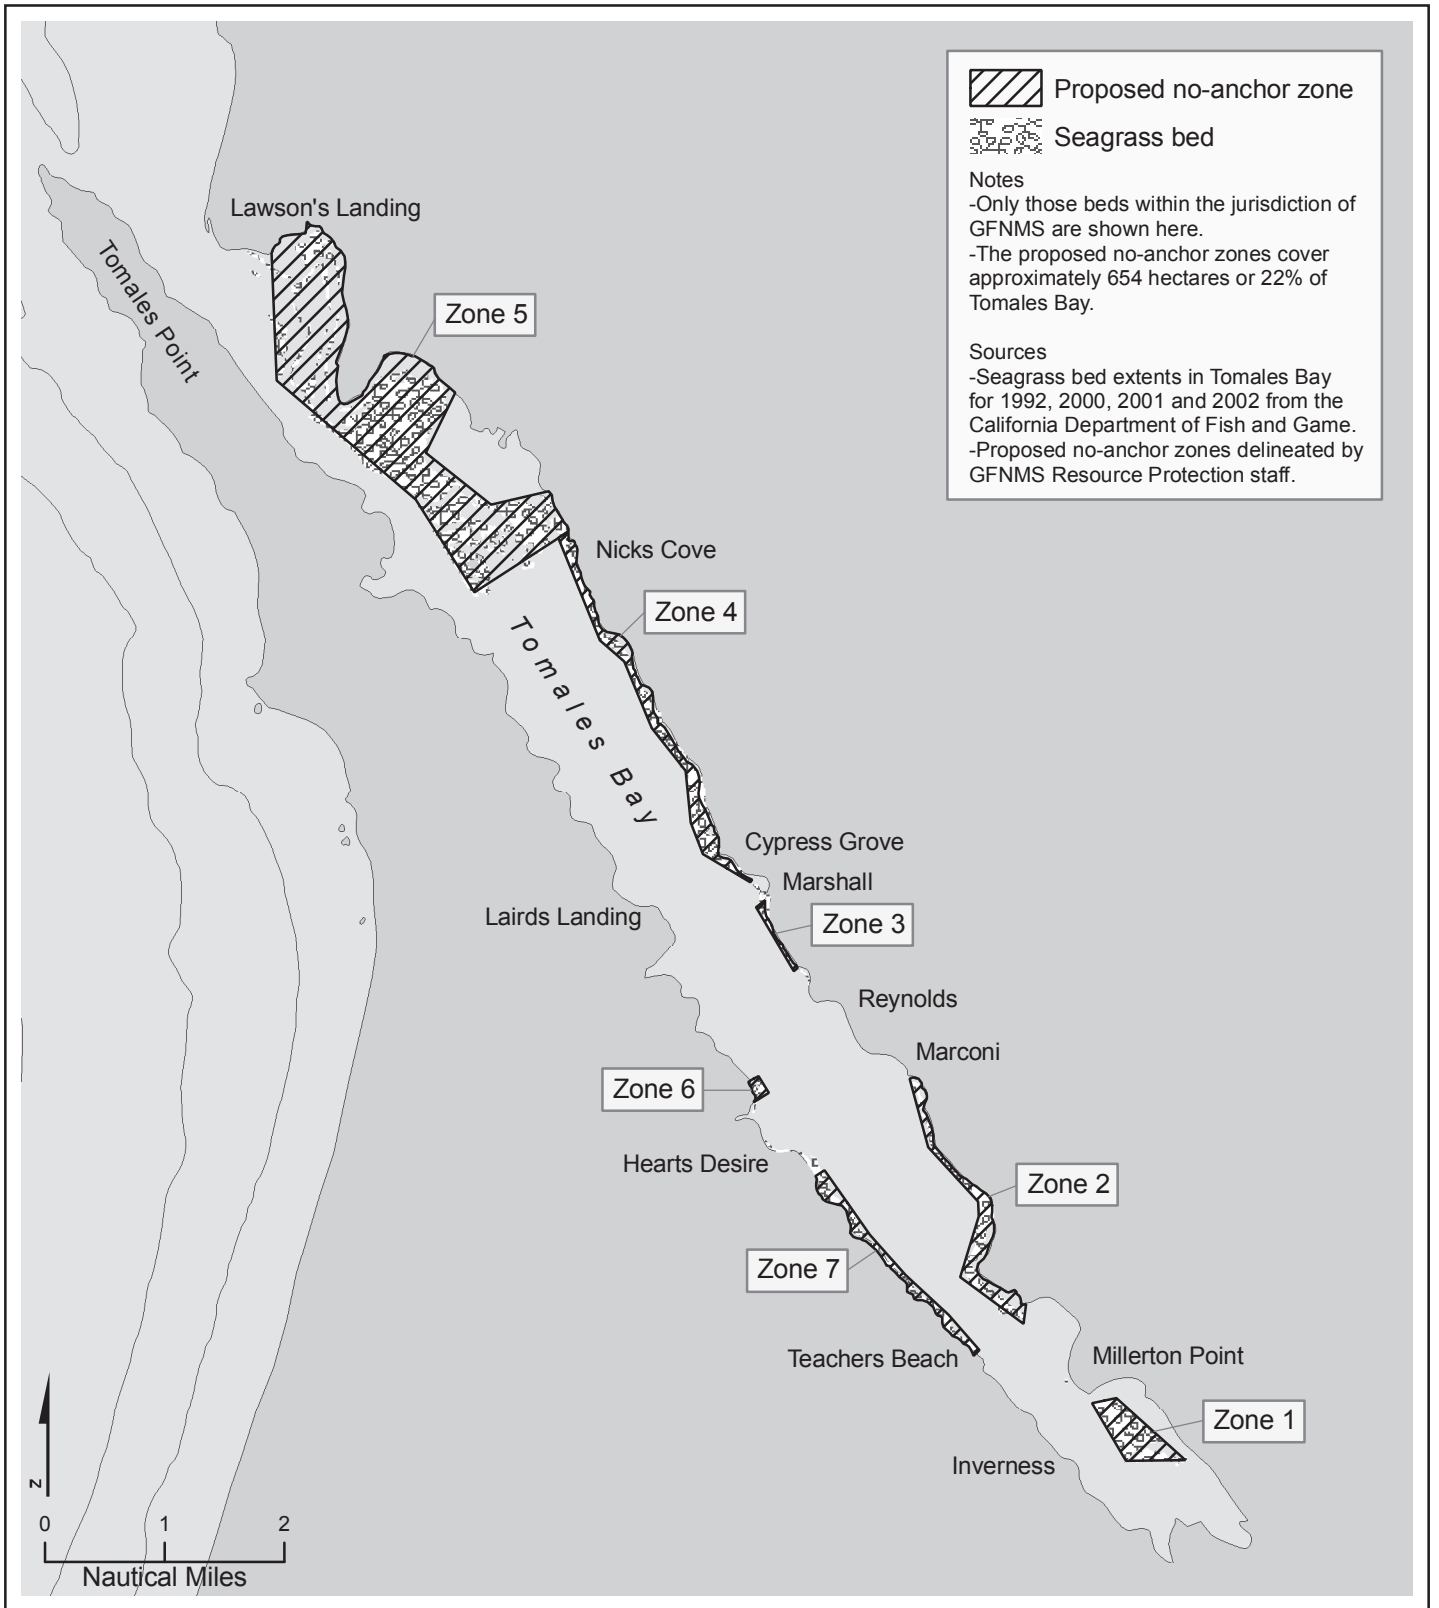 Proposed no-anchor zone
Seagrass bed
Notes
-Only those beds within the jurisdiction of
GFNMS are shown here.
-The proposed no-anchor zones cover
approximately 654 hectares or 22% of
Tomales Bay.
Sources
-Seagrass bed extents in Tomales Bay
for 1992, 2000, 2001 and 2002 from the
California Department of Fish and Game.
-Proposed no-anchor zones delineated by
GFNMS Resource Protection staff.
Lawson's Landing
Tomales Point
Zone 5
Nicks Cove
Zone 4
Tomales Bay
Cypress Grove
Marshall
Lairds Landing
Zone 3
Reynolds
Marconi
Zone 6
Hearts Desire
Zone 2
Zone 7
Teachers Beach
Millerton Point
Zone 1
Inverness
N
0 1 2
Nautical Miles